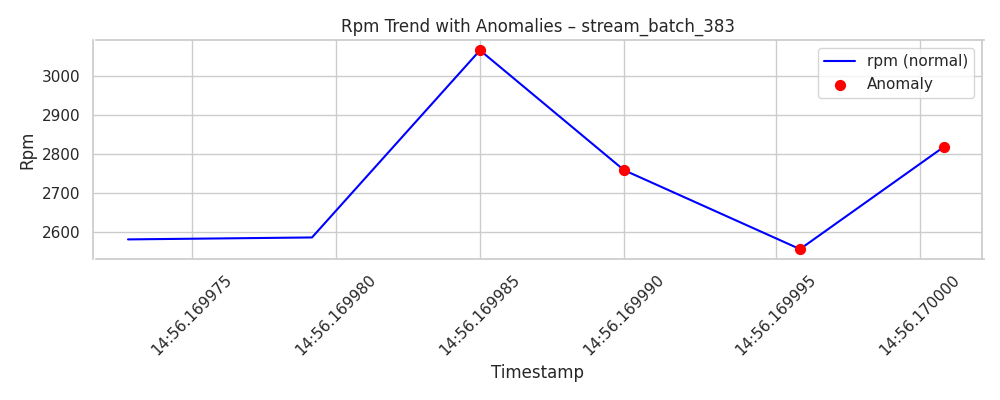 Rpm Trend with Anomalies – stream_batch_383
rpm (normal)
Anomaly
Rpm
3000
2900
2800
2700
2600
14:56.169975
14:56.169980
14:56.169985
14:56.169990
14:56.169995
14:56.170000
Timestamp